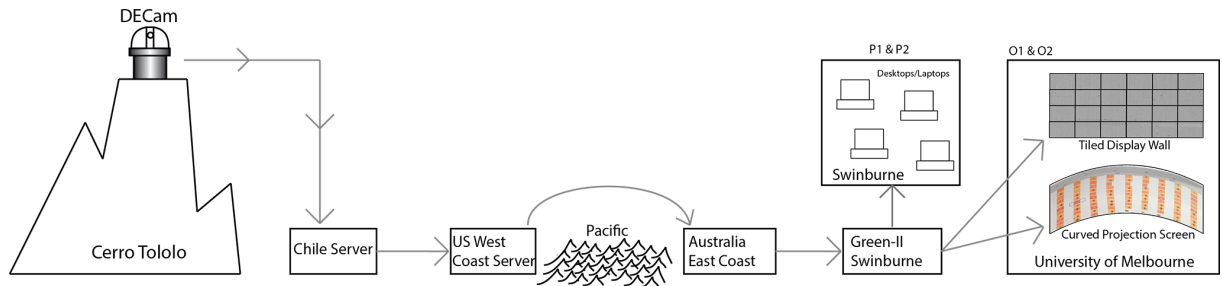 DECam
Cerro Tololo
Chile Server
US West
Coast Server
Pacific
Australia
East Coast
Green-II
Swinburne
P1 & P2
Desktops/Laptops
Swinburne
O1 & O2
Tiled Display Wall
Curved Projection Screen
University of Melbourne